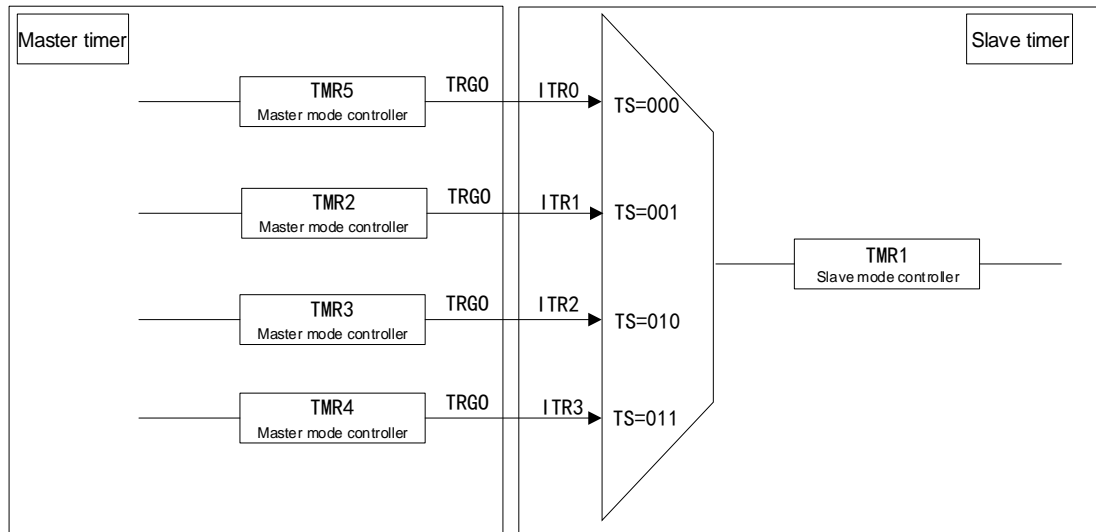 Master timer
Slave timer
TMR5
Master mode controller
TRGO
ITR0
TS=000
TMR2
Master mode controller
TRGO
ITR1
TS=001
TMR1
Slave mode controller
TMR3
Master mode controller
TRGO
ITR2
TS=010
TMR4
Master mode controller
TRGO
ITR3
TS=011